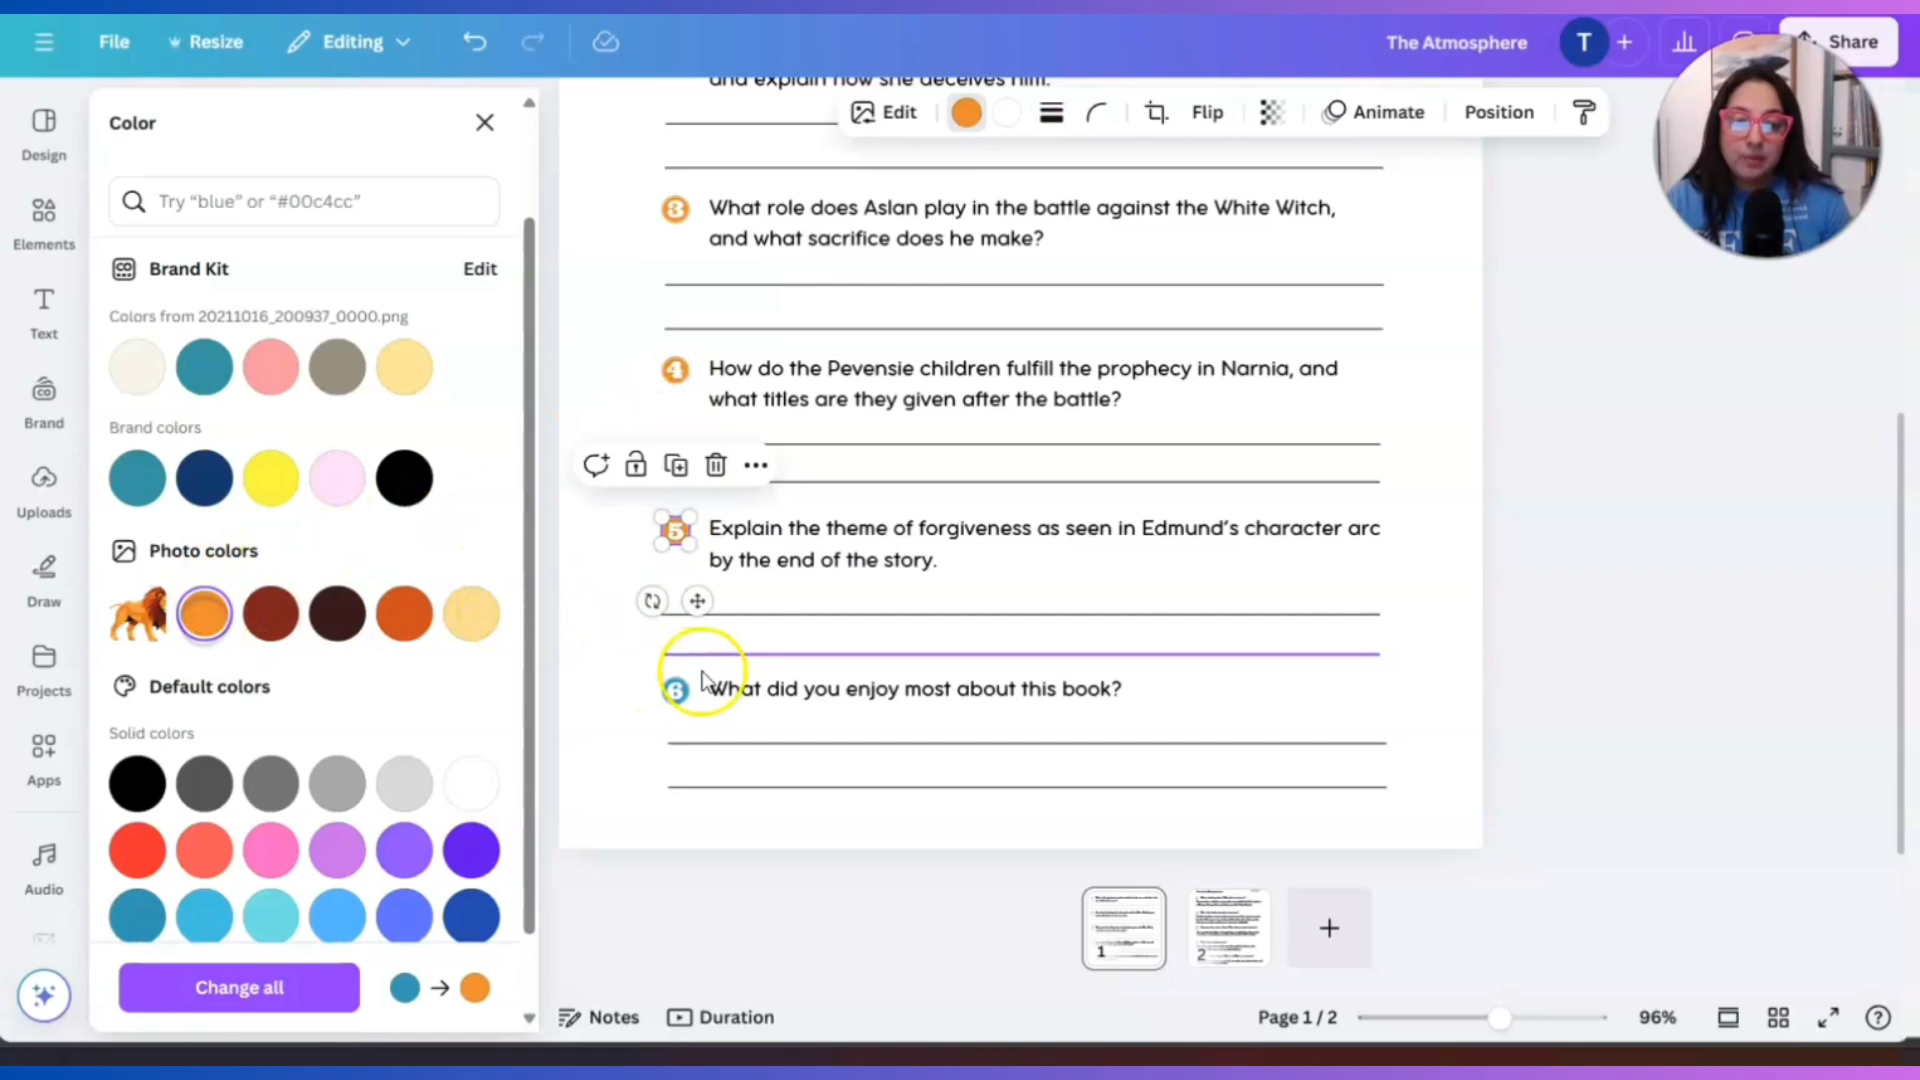 File
Resize
Editing
The Atmosphere
T
Share
Design
Elements
Text
Brand
Uploads
Draw
Projects
Apps
Audio
Color
Try “blue” or “#00c4cc”
Brand Kit
Edit
Colors from 20211016_200937_0000.png
Brand colors
Photo colors
Default colors
Solid colors
Change all
Edit
Flip
Animate
Position
and explain how she deceives him.
3 What role does Aslan play in the battle against the White Witch,
and what sacrifice does he make?
4 How do the Pevensie children fulfill the prophecy in Narnia, and
what titles are they given after the battle?
5 Explain the theme of forgiveness as seen in Edmund’s character arc
by the end of the story.
6 What did you enjoy most about this book?
1
2
Notes
Duration
Page 1 / 2
96%